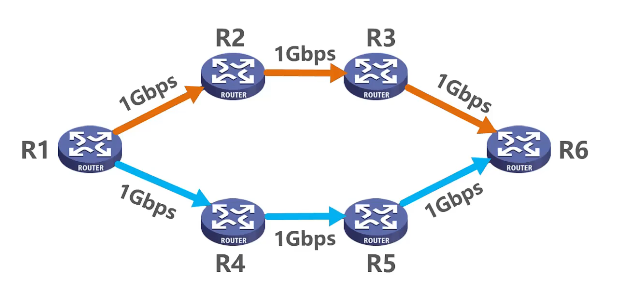 R2
R3
1Gbps
1Gbps
1Gbps
ROUTER
ROUTER
R1
ROUTER
ROUTER
R6
1Gbps
1Gbps
1Gbps
ROUTER
ROUTER
R4
R5